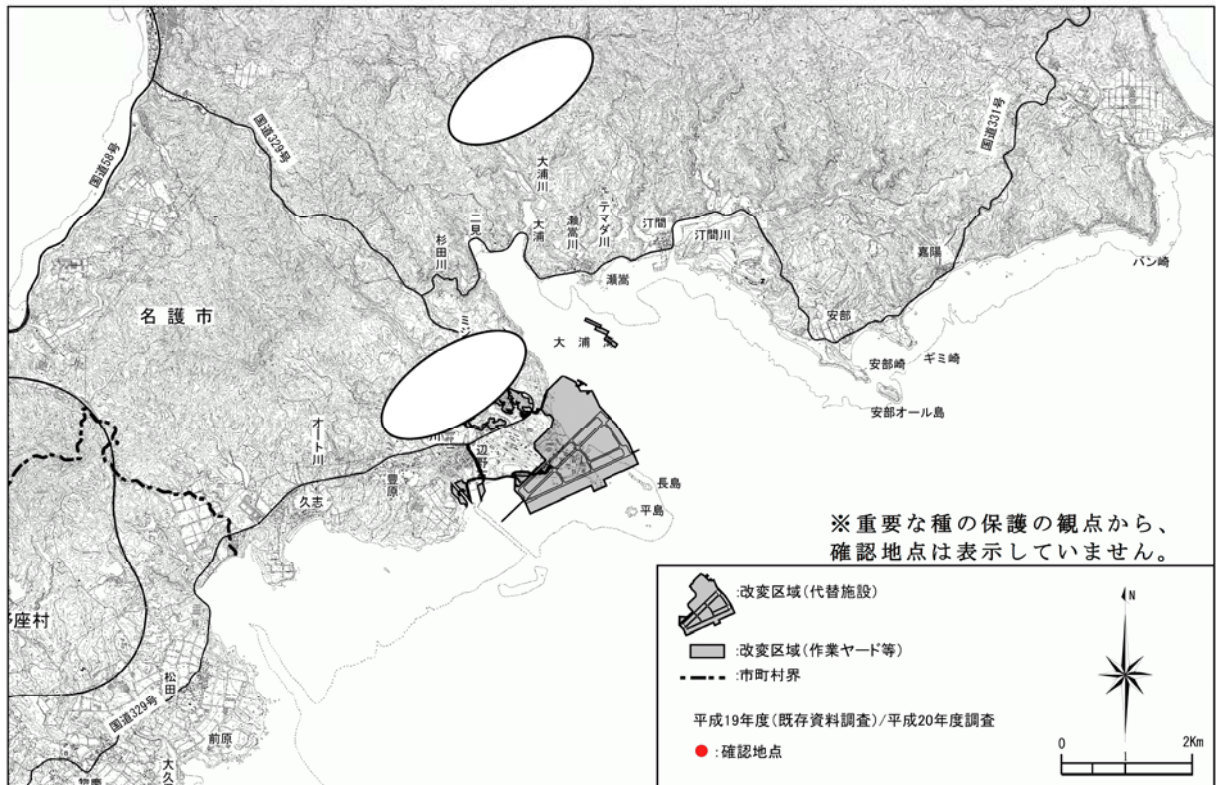 国道58号
国道329号
国道331号
大浦川
二見
大浦
瀬嵩川
テマダ川
汀間
汀間川
杉田川
瀬嵩
嘉陽
バン崎
名護市
大浦
安部
安部崎
ギミ崎
安部オール島
オート川
辺野
豊原
久志
長島
平島
座村
松田
国道329号
前原
※重要な種の保護の観点から、
確認地点は表示していません。
:改変区域(代替施設)
:改変区域(作業ヤード等)
:市町村界
平成19年度(既存資料調査)/平成20年度調査
:確認地点
N
0 2Km